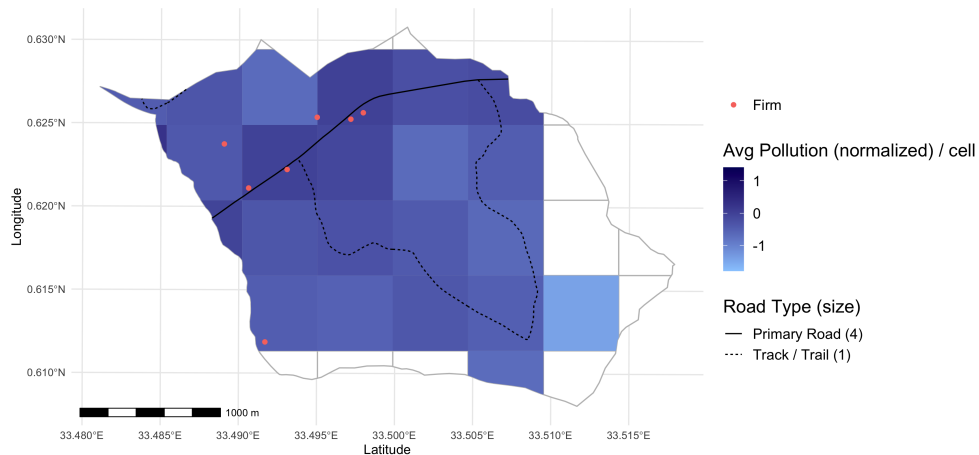 0.630°N
0.625°N
0.620°N
0.615°N
0.610°N
Longitude
1000 m
33.480°E 33.485°E 33.490°E 33.495°E 33.500°E 33.505°E 33.510°E 33.515°E
Latitude
Firm
Avg Pollution (normalized) / cell
1
0
-1
Road Type (size)
Primary Road (4)
Track / Trail (1)